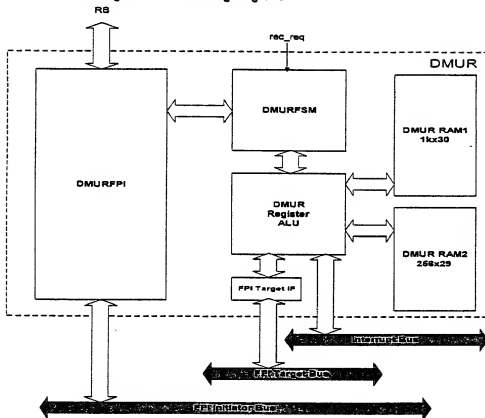 RB
rec_req
DMUR
DMURFPI
DMURFSM
DMUR RAM1
1kx30
DMUR
Register
ALU
DMUR RAM2
256x29
FPI Target IF
Interrupt Bus
FPI Target Bus
FPI Initiator Bus